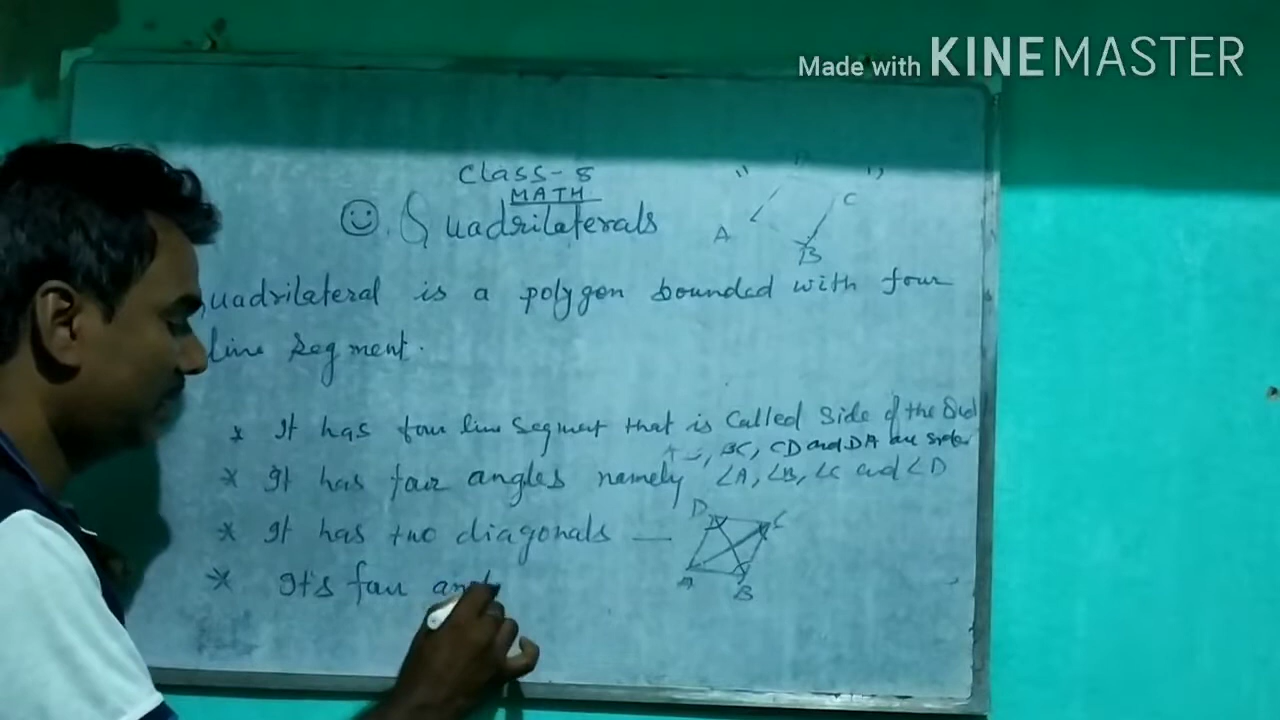 Made with KINEMASTER
Class-8
MATH
Quadrilaterals
A B C
uadrilateral is a polygon bounded with four
line segment.
* It has four line segment that is called side of the
BC, CD and DA are sides
* It has four angles namely ∠A, ∠B, ∠C and ∠D
* It has two diagonals —
D C
A B
* It's four ang